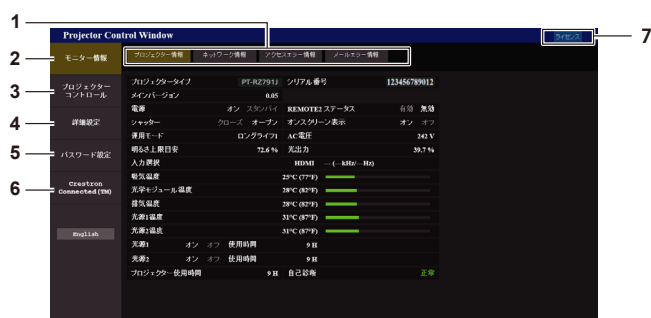 1
Projector Control Window
ライセンス
7
2
モニター情報
プロジェクター情報 ネットワーク情報 アクセスエラー情報 メールエラー情報
プロジェクタータイプ PT-RZ791J シリアル番号 123456789012
3
プロジェクター
コントロール
メインバージョン 0.05
電源 オン スタンバイ REMOTE2 ステータス 有効 無効
4
詳細設定
シャッター クローズ オープン オンスクリーン表示 オン オフ
運用モード ロングライフ1 AC電圧 242 V
5
パスワード設定
明るさ上限目安 72.6 % 光出力 39.7 %
入力選択 HDMI ---(---kHz/---Hz)
吸気温度 25°C (77°F)
6
Crestron
Connected(TM)
光学モジュール温度 28°C (82°F)
排気温度 28°C (82°F)
光源1温度 31°C (87°F)
English
光源2温度 31°C (87°F)
光源1 オン オフ 使用時間 9 H
光源2 オン オフ 使用時間 9 H
プロジェクター使用時間 9 H 自己診断 正常